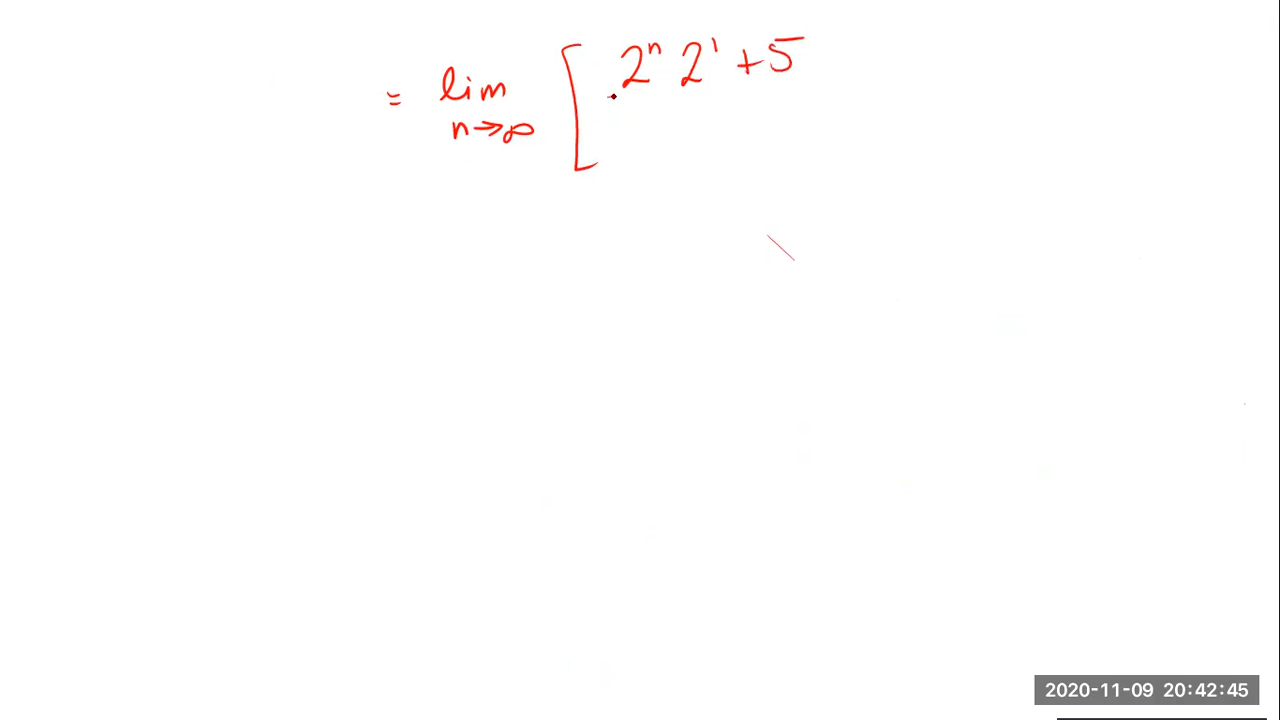 = lim n→∞ [ 2ⁿ 2¹ + 5
2020-11-09 20:42:45